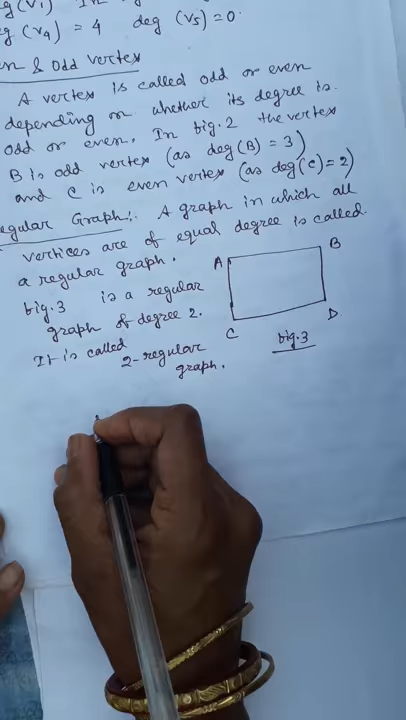 deg (v4) = 4 deg (v5) = 0.
& odd vertex
A vertex is called odd or even
depending on whether its degree is
odd or even. In fig. 2 the vertex
B is odd vertex (as deg(B) = 3)
and C is even vertex (as deg(C) = 2)
egular Graph:. A graph in which all
vertices are of equal degree is called
a regular graph.
fig. 3 is a regular
graph of degree 2.
It is called 2-regular
graph.
A
B
C
D
fig. 3